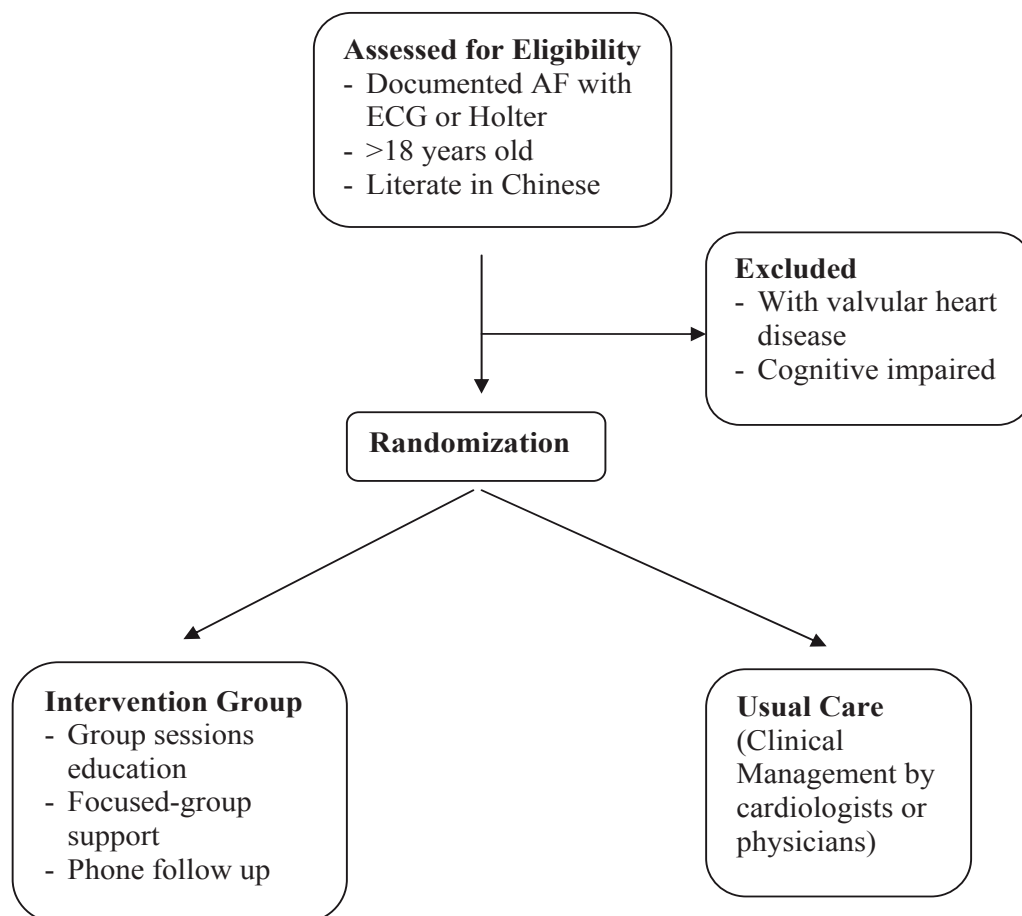 Assessed for Eligibility
- Documented AF with
ECG or Holter
- >18 years old
- Literate in Chinese
Excluded
- With valvular heart
disease
- Cognitive impaired
Randomization
Intervention Group
- Group sessions
education
- Focused-group
support
- Phone follow up
Usual Care
(Clinical
Management by
cardiologists or
physicians)